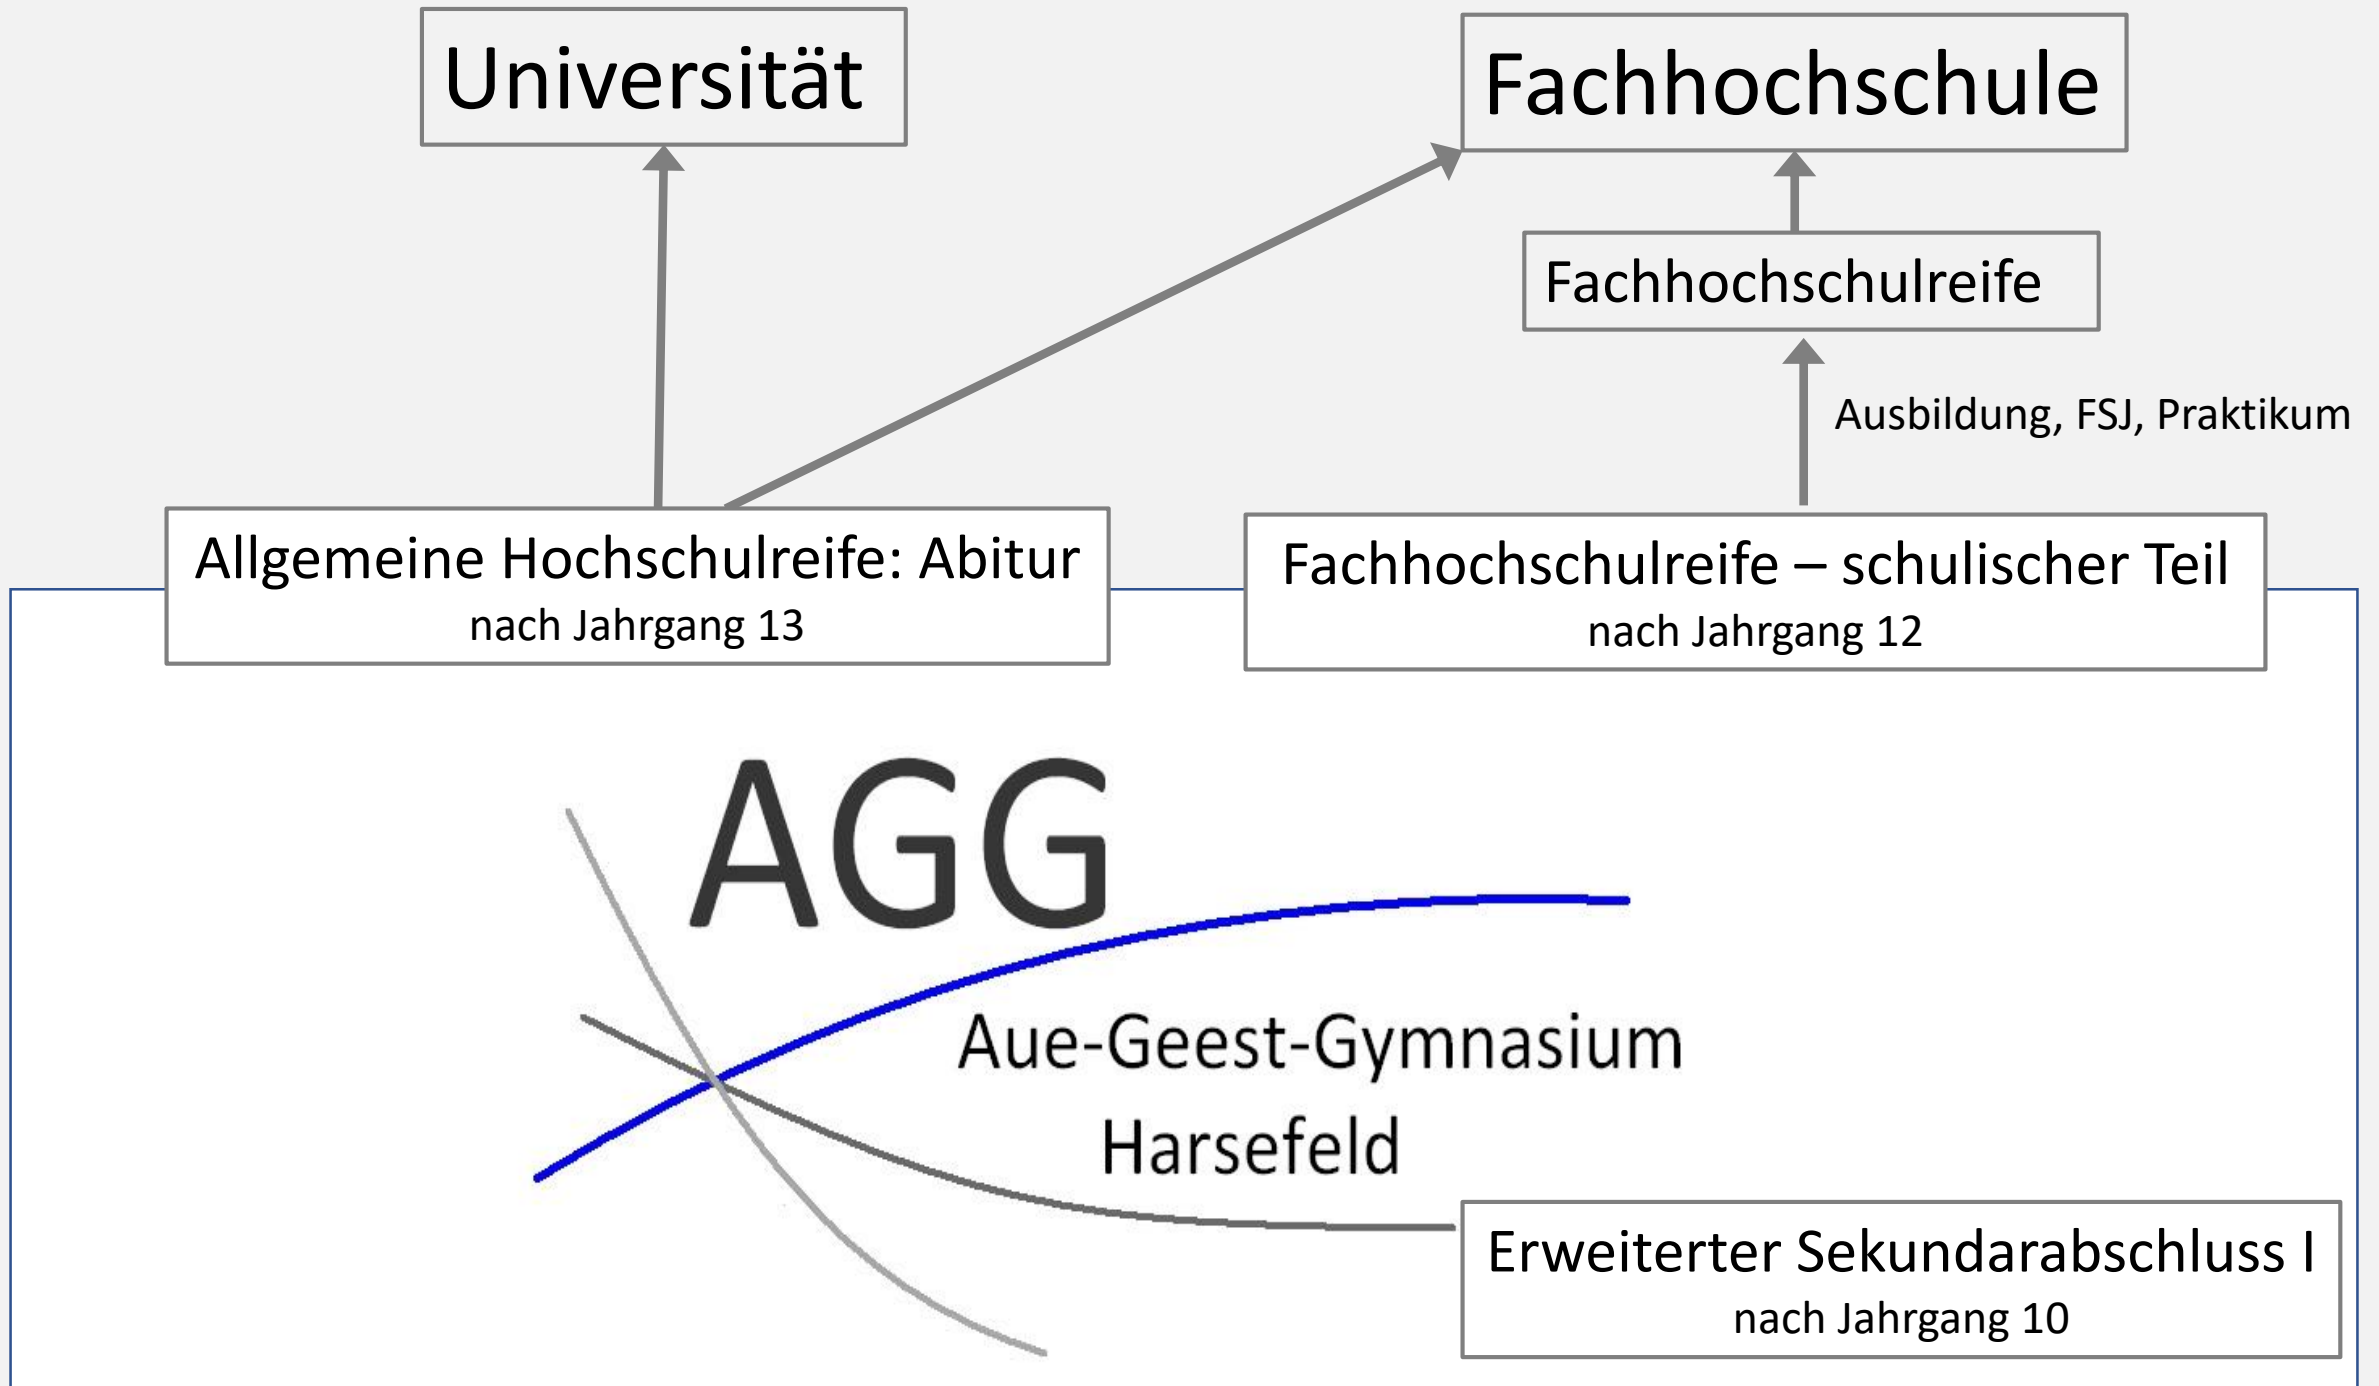 Universität
Fachhochschule
Fachhochschulreife
Ausbildung, FSJ, Praktikum
Allgemeine Hochschulreife: Abitur
nach Jahrgang 13
Fachhochschulreife – schulischer Teil
nach Jahrgang 12
AGG
Aue-Geest-Gymnasium
Harsefeld
Erweiterter Sekundarabschluss I
nach Jahrgang 10